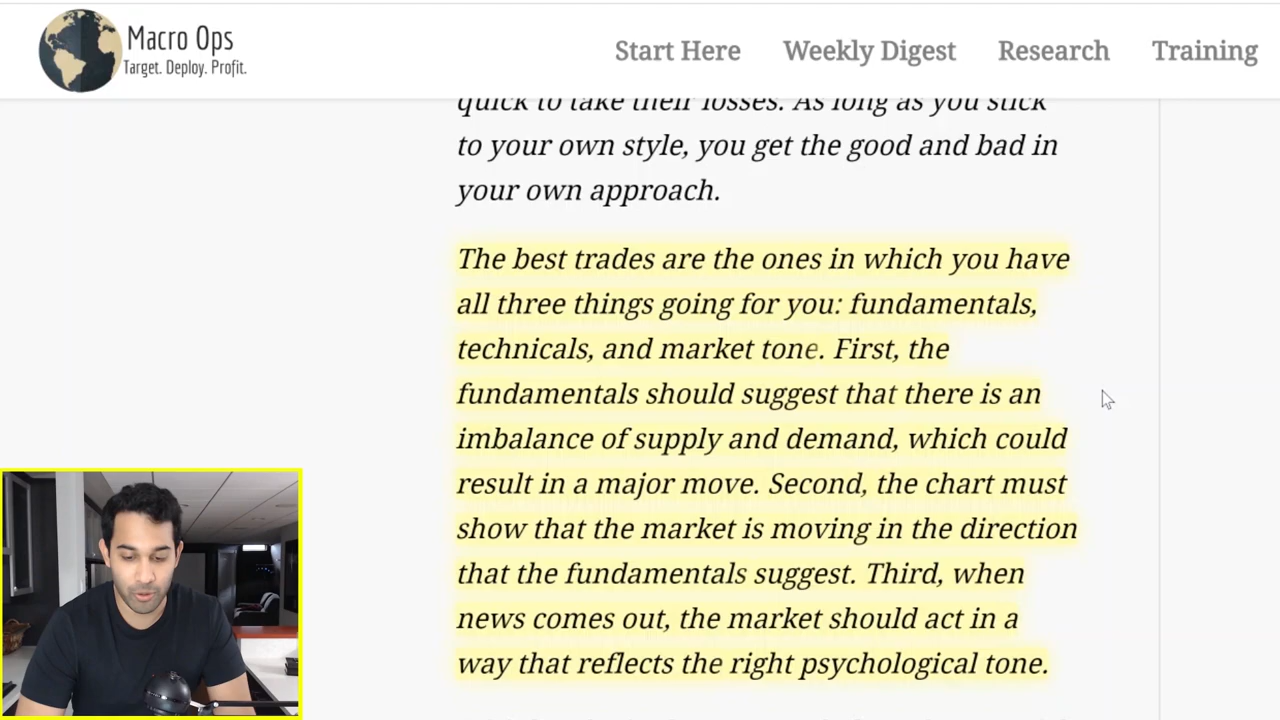 Macro Ops
Target. Deploy. Profit.
Start Here
Weekly Digest
Research
Training
quick to take their losses. As long as you stick
to your own style, you get the good and bad in
your own approach.
The best trades are the ones in which you have
all three things going for you: fundamentals,
technicals, and market tone. First, the
fundamentals should suggest that there is an
imbalance of supply and demand, which could
result in a major move. Second, the chart must
show that the market is moving in the direction
that the fundamentals suggest. Third, when
news comes out, the market should act in a
way that reflects the right psychological tone.